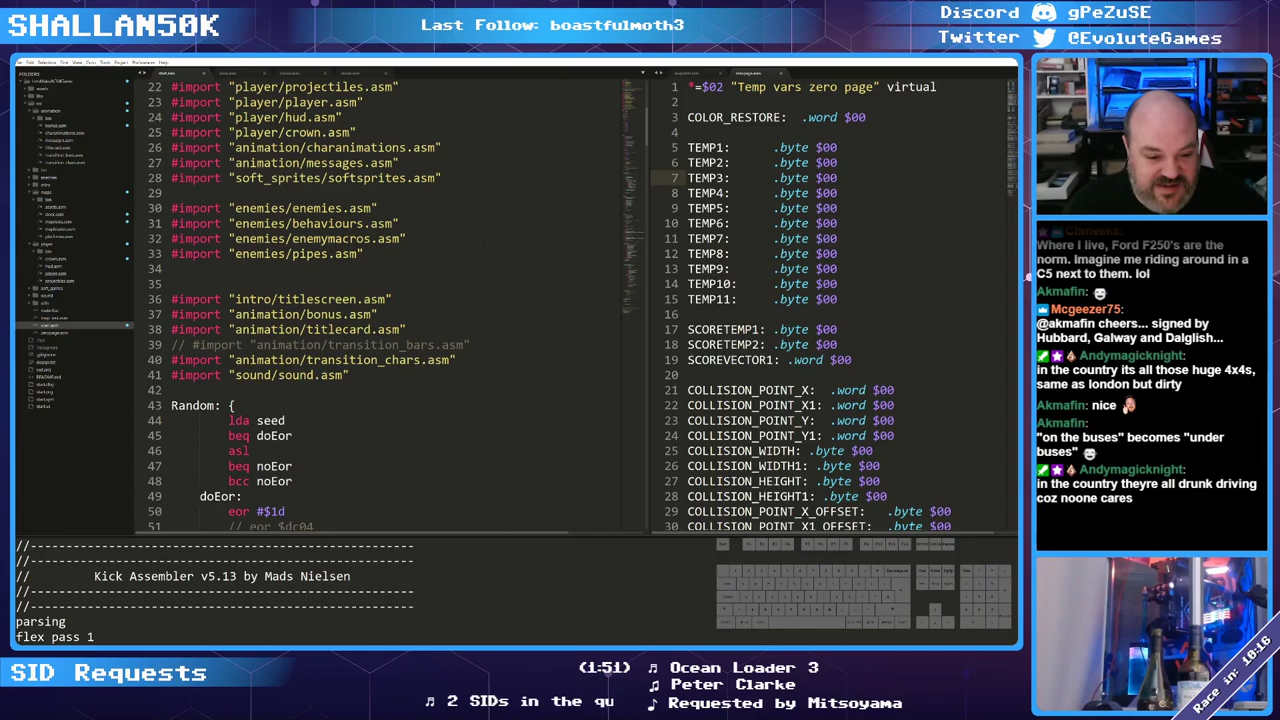 SHALLAN50K
Last Follow: boastfulmoth3
Discord gPeZuSE
Twitter @EvoluteGames
FOLDERS
22 #import "player/projectiles.asm"
23 #import "player/player.asm"
24 #import "player/hud.asm"
25 #import "player/crown.asm"
26 #import "animation/charanimations.asm"
27 #import "animation/messages.asm"
28 #import "soft_sprites/softsprites.asm"
29
30 #import "enemies/enemies.asm"
31 #import "enemies/behaviours.asm"
32 #import "enemies/enemymacros.asm"
33 #import "enemies/pipes.asm"
34
36 #import "intro/titlescreen.asm"
37 #import "animation/bonus.asm"
38 #import "animation/titlecard.asm"
39 // #import "animation/transition_bars.asm"
40 #import "animation/transition_chars.asm"
41 #import "sound/sound.asm"
42
43 Random: {
44 lda seed
45 beq doEor
46 asl
47 beq noEor
48 bcc noEor
49 doEor:
50 eor #$1d
51 // eor $dc04
1 *=$02 "Temp vars zero page" virtual
2
3 COLOR_RESTORE: .word $00
4
5 TEMP1: .byte $00
6 TEMP2: .byte $00
7 TEMP3: .byte $00
8 TEMP4: .byte $00
9 TEMP5: .byte $00
10 TEMP6: .byte $00
11 TEMP7: .byte $00
12 TEMP8: .byte $00
13 TEMP9: .byte $00
14 TEMP10: .byte $00
15 TEMP11: .byte $00
16
17 SCORETEMP1: .byte $00
18 SCORETEMP2: .byte $00
19 SCOREVECTOR1: .word $00
20
21 COLLISION_POINT_X: .word $00
22 COLLISION_POINT_X1: .word $00
23 COLLISION_POINT_Y: .word $00
24 COLLISION_POINT_Y1: .word $00
25 COLLISION_WIDTH: .byte $00
26 COLLISION_WIDTH1: .byte $00
27 COLLISION_HEIGHT: .byte $00
28 COLLISION_HEIGHT1: .byte $00
29 COLLISION_POINT_X_OFFSET: .byte $00
30 COLLISION_POINT_X1_OFFSET: .byte $00
//------------------------------------------------
//------------------------------------------------
// Kick Assembler v5.13 by Mads Nielsen
//------------------------------------------------
//------------------------------------------------
parsing
flex pass 1
Where I live, Ford F250's are the
norm. Imagine me riding around in a
C5 next to them. lol
Akmafin:
Mcgeezer75:
@akmafin cheers... signed by
Hubbard, Galway and Dalglish...
Andymagicknight:
in the country its all those huge 4x4s,
same as london but dirty
Akmafin: nice
Akmafin:
"on the buses" becomes "under
buses"
Andymagicknight:
in the country theyre all drunk driving
coz noone cares
SID Requests
(1:51) Ocean Loader 3
Peter Clarke
2 SIDs in the qu
Requested by Mitsoyama
Race in: 10:16